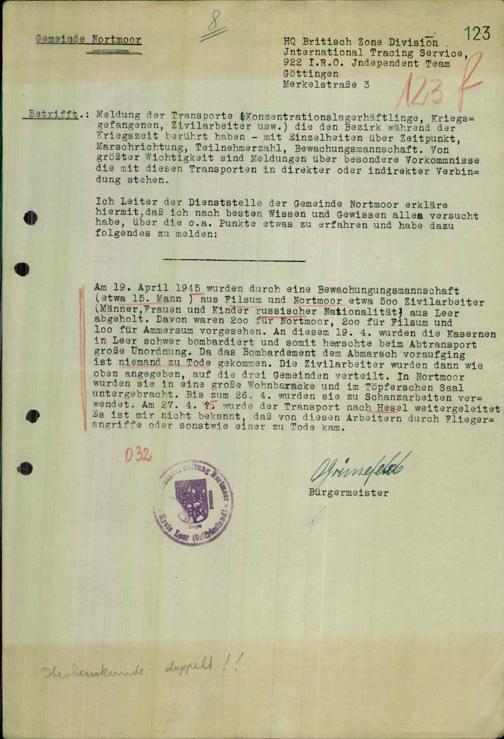 8
123
Gemeinde Nortmoor
HQ Britisch Zone Division
Jnternational Tracing Service,
922 I.R.O. Jndependent Team
Göttingen
Merkelstraße 3
123
Betrifft.: Meldung der Transporte (Konzentrationslagerhäftlinge, Kriegs=
gefangenen, Zivilarbeiter usw.) die den Bezirk während der
Kriegszeit berührt haben - mit Einzelheiten über Zeitpunkt,
Marschrichtung, Teilnehmerzahl, Bewachungsmannschaft. Von
größter Wichtigkeit sind Meldungen über besondere Vorkommnisse
die mit diesen Transporten in direkter oder indirekter Verbin=
dung stehen.
Ich Leiter der Dienststelle der Gemeinde Nortmoor erkläre
hiermit,daß ich nach besten Wissen und Gewissen alles versucht
habe, über die o.a. Punkte etwas zu erfahren und habe dazu
folgendes zu melden:
Am 19. April 1945 wurden durch eine Bewachungungsmannschaft
(etwa 15. Mann ) aus Filsum und Nortmoor etwa 5oo Zivilarbeiter
(Männer,Frauen und Kinder russischer Nationalität) aus Leer
abgeholt. Davon waren 2oo für Nortmoor, 2oo für Filsum und
1oo für Ammersum vorgesehen. An diesem 19. 4. wurden die Kasernen
in Leer schwer bombardiert und somit herrschte beim Abtransport
große Unordnung. Da das Bombardement dem Abmarsch voraufging
ist niemand zu Tode gekommen. Die Zivilarbeiter wurden dann wie
oben angegeben, auf die drei Gemeinden verteilt. In Nortmoor
wurden sie in eine große Wohnbaracke und im Töpferschen Saal
untergebracht. Bis zum 26. 4. wurden sie zu Schanzarbeiten ver=
wendet. Am 27. 4. 45 wurde der Transport nach Hesel weitergeleitet
Es ist mir nicht bekannt, daß von diesen Arbeitern durch Flieger=
angriffe oder sonstwie einer zu Tode kam.
032
Nortmoor
Kreis Leer (Ostfriesland)
Grünefeld
Bürgermeister
Sterbeurkunde doppelt!!